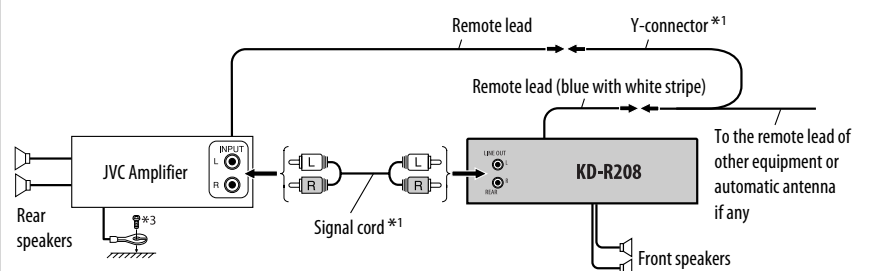 Remote lead
Y-connector *1
Remote lead (blue with white stripe)
To the remote lead of
other equipment or
automatic antenna
if any
JVC Amplifier
INPUT
L
R
L
R
L
R
LINE OUT
L
R
REAR
KD-R208
Rear
speakers
*3
Signal cord *1
Front speakers